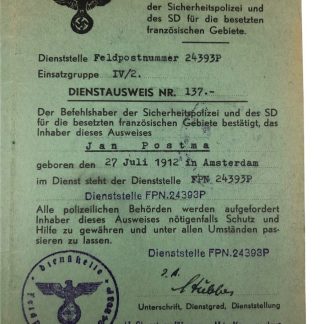 der Sicherheitspolizei und
des SD für die besetzten
französischen Gebiete.
Dienststelle Feldpostnummer 24393P
Einsatzgruppe IV/2.
DIENSTAUSWEIS NR. 137.-
Der Befehlshaber der Sicherheitspolizei und des SD
für die besetzten französischen Gebiete bestätigt, das
Inhaber dieses Ausweises
Jan Postma
geboren den 27 Juli 1912 in Amsterdam
im Dienst steht der Dienststelle FPN 24393P
Dienststelle FPN.24393P
Alle polizeilichen Behörden werden aufgefordert
Inhaber dieses Ausweises nötigenfalls Schutz und
Hilfe zu gewähren und unter allen Umständen pas-
sieren zu lassen.
Dienststelle FPN.24393P
Dienststelle
Unterschrift, Dienstgrad, Dienststellung